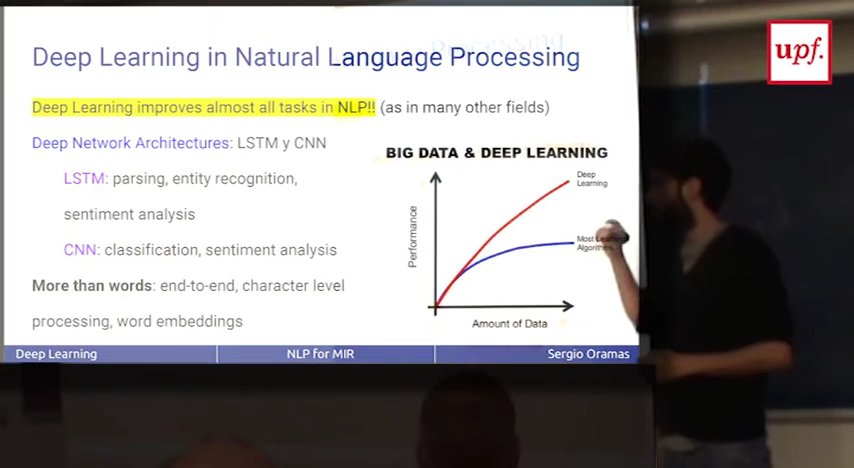 Deep Learning in Natural Language Processing
upf.
Deep Learning improves almost all tasks in NLP!! (as in many other fields)
Deep Network Architectures: LSTM y CNN
LSTM: parsing, entity recognition,
sentiment analysis
CNN: classification, sentiment analysis
More than words: end-to-end, character level
processing, word embeddings
BIG DATA & DEEP LEARNING
Performance
Deep
Learning
Most Learning
Algorithms
Amount of Data
Deep Learning
NLP for MIR
Sergio Oramas